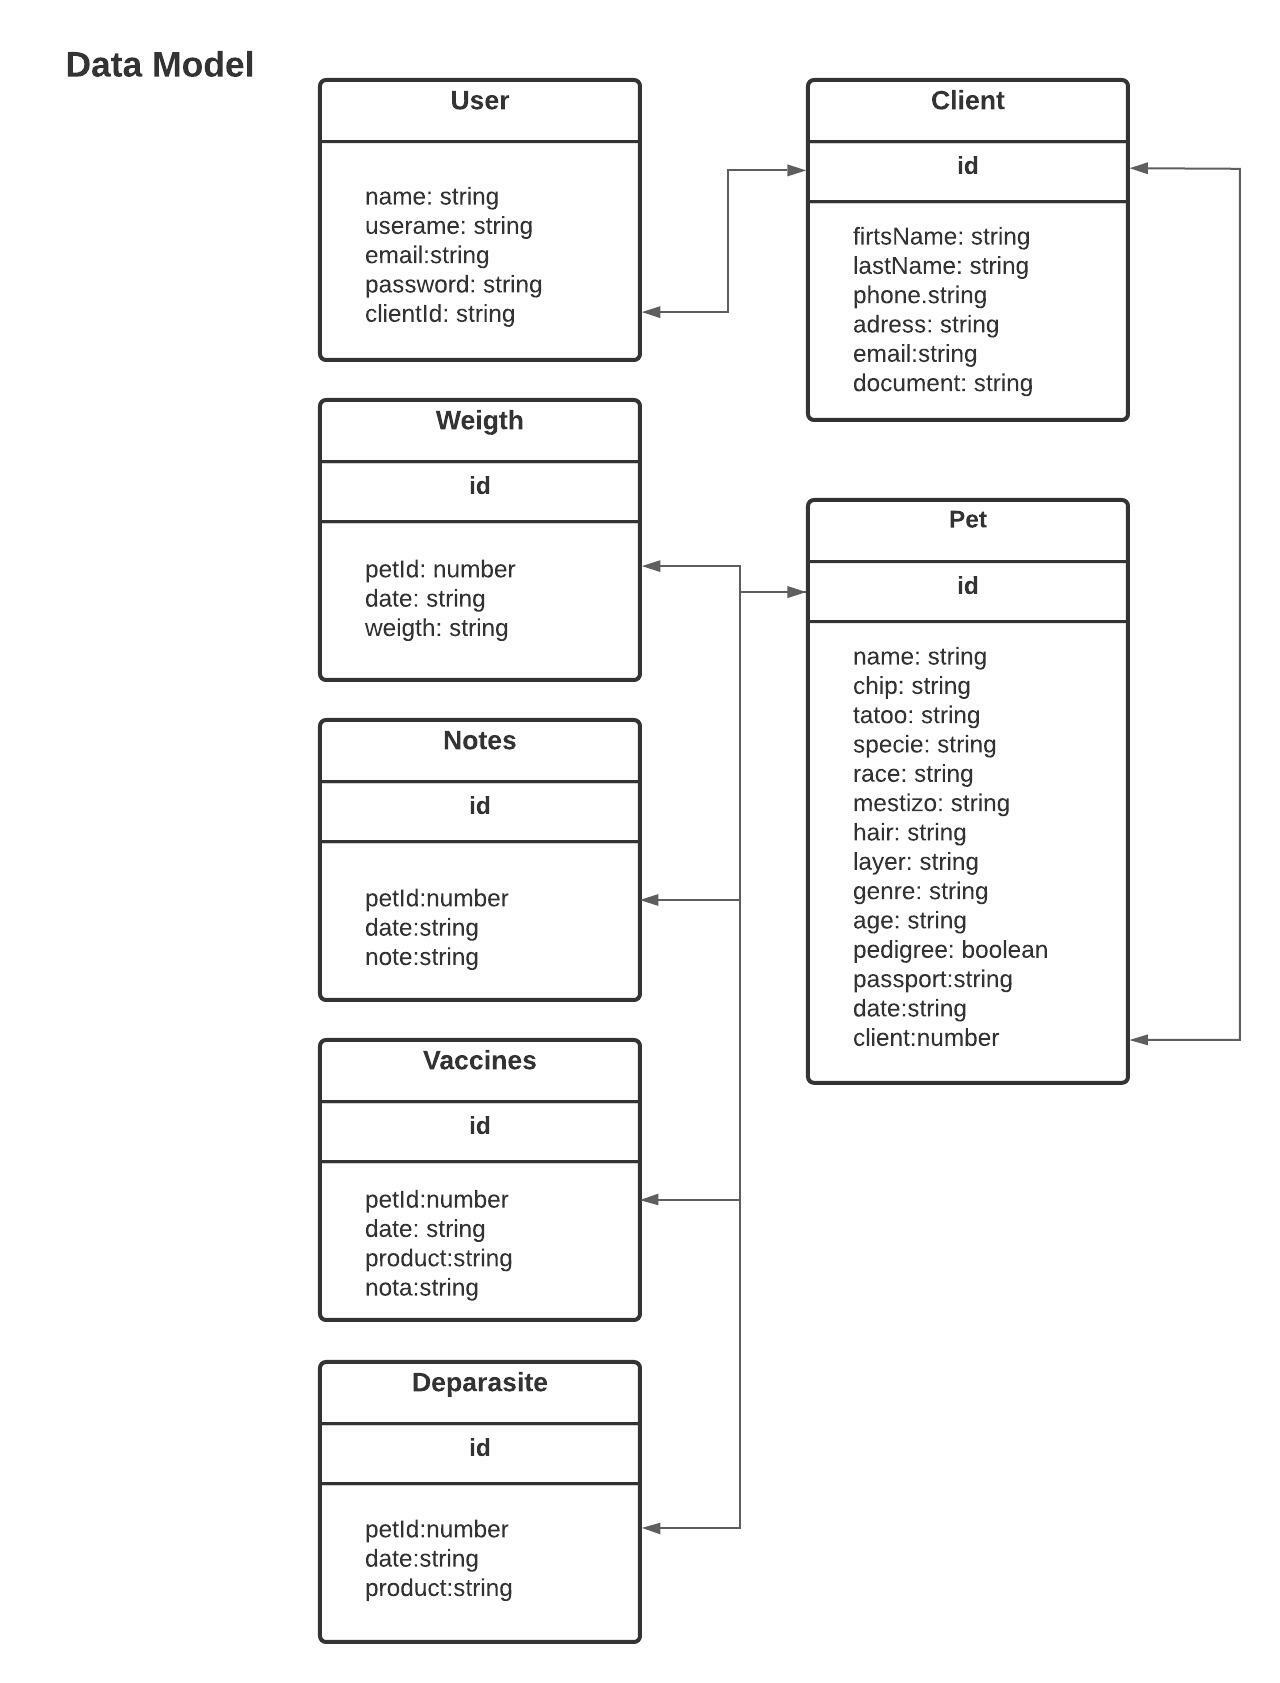 Data Model
User
name: string
userame: string
email:string
password: string
clientId: string
Client
id
firtsName: string
lastName: string
phone.string
adress: string
email:string
document: string
Weigth
id
petId: number
date: string
weigth: string
Pet
id
name: string
chip: string
tatoo: string
specie: string
race: string
mestizo: string
hair: string
layer: string
genre: string
age: string
pedigree: boolean
passport:string
date:string
client:number
Notes
id
petId:number
date:string
note:string
Vaccines
id
petId:number
date: string
product:string
nota:string
Deparasite
id
petId:number
date:string
product:string